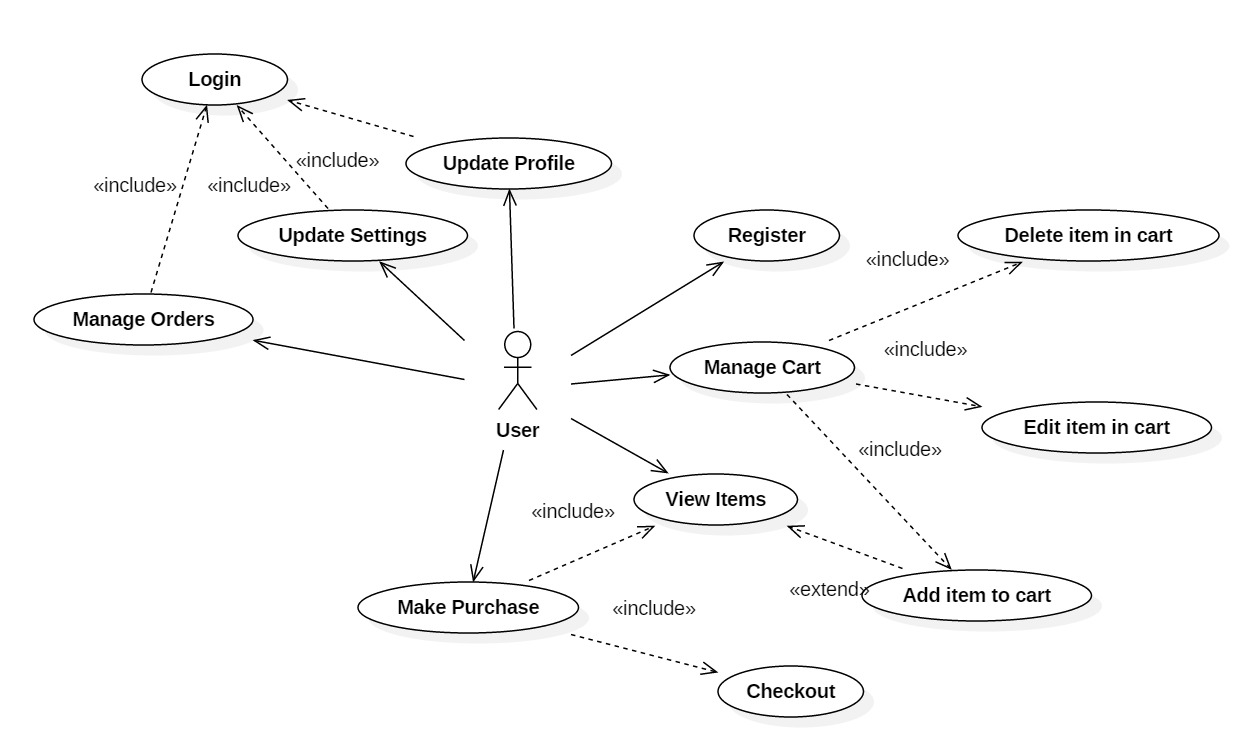 Login
Update Profile
«include»
«include»
«include»
Update Settings
Register
Delete item in cart
«include»
Manage Orders
«include»
Manage Cart
Edit item in cart
User
«include»
View Items
«include»
«extend»
Add item to cart
Make Purchase
«include»
Checkout